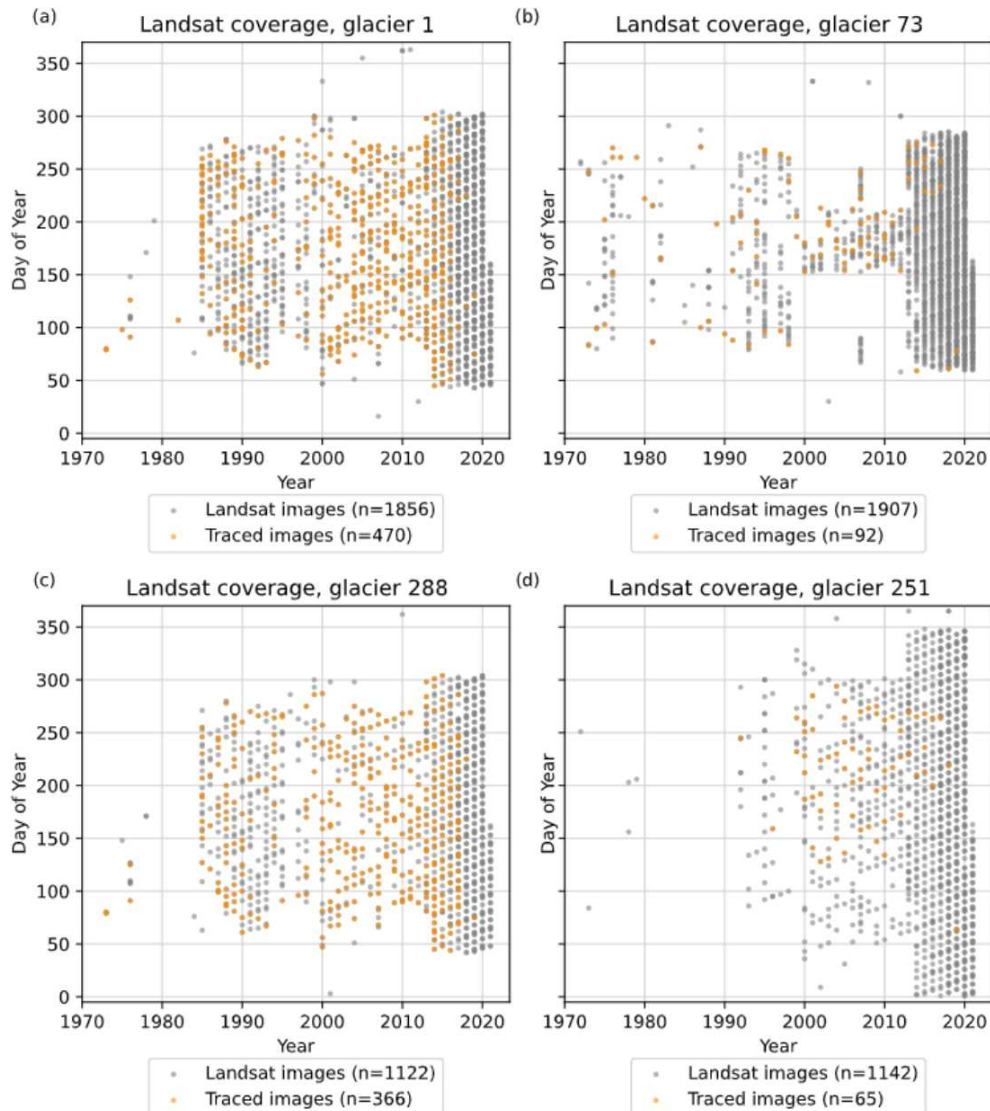 (a)
Landsat coverage, glacier 1
350
300
250
200
150
100
50
0
Day of Year
1970 1980 1990 2000 2010 2020
Year
Landsat images (n=1856)
Traced images (n=470)
(b)
Landsat coverage, glacier 73
Day of Year
1970 1980 1990 2000 2010 2020
Year
Landsat images (n=1907)
Traced images (n=92)
(c)
Landsat coverage, glacier 288
350
300
250
200
150
100
50
0
Day of Year
1970 1980 1990 2000 2010 2020
Year
Landsat images (n=1122)
Traced images (n=366)
(d)
Landsat coverage, glacier 251
Day of Year
1970 1980 1990 2000 2010 2020
Year
Landsat images (n=1142)
Traced images (n=65)